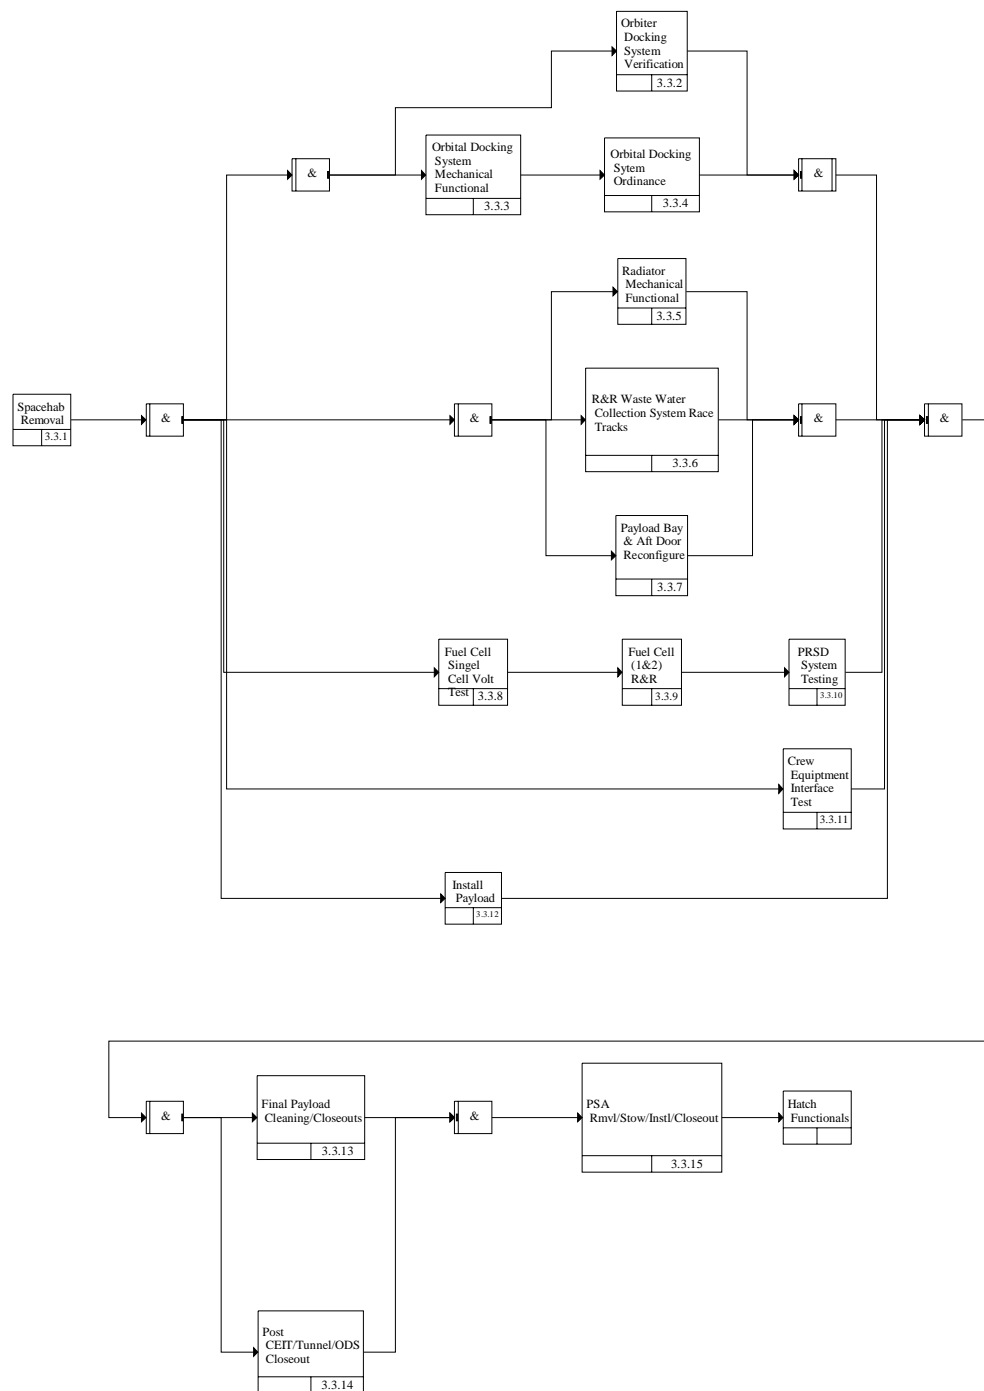 Orbiter
Docking
System
Verification
3.3.2
&
Orbital Docking
System
Mechanical
Functional
3.3.3
Orbital Docking
Sytem
Ordinance
3.3.4
&
Radiator
Mechanical
Functional
3.3.5
Spacehab
Removal
3.3.1
&
&
R&R Waste Water
Collection System Race
Tracks
3.3.6
&
&
Payload Bay
& Aft Door
Reconfigure
3.3.7
Fuel Cell
Singel
Cell Volt
Test
3.3.8
Fuel Cell
(1&2)
R&R
3.3.9
PRSD
System
Testing
3.3.10
Crew
Equiptment
Interface
Test
3.3.11
Install
Payload
3.3.12
&
Final Payload
Cleaning/Closeouts
3.3.13
&
PSA
Rmvl/Stow/Instl/Closeout
3.3.15
Hatch
Functionals
Post
CEIT/Tunnel/ODS
Closeout
3.3.14